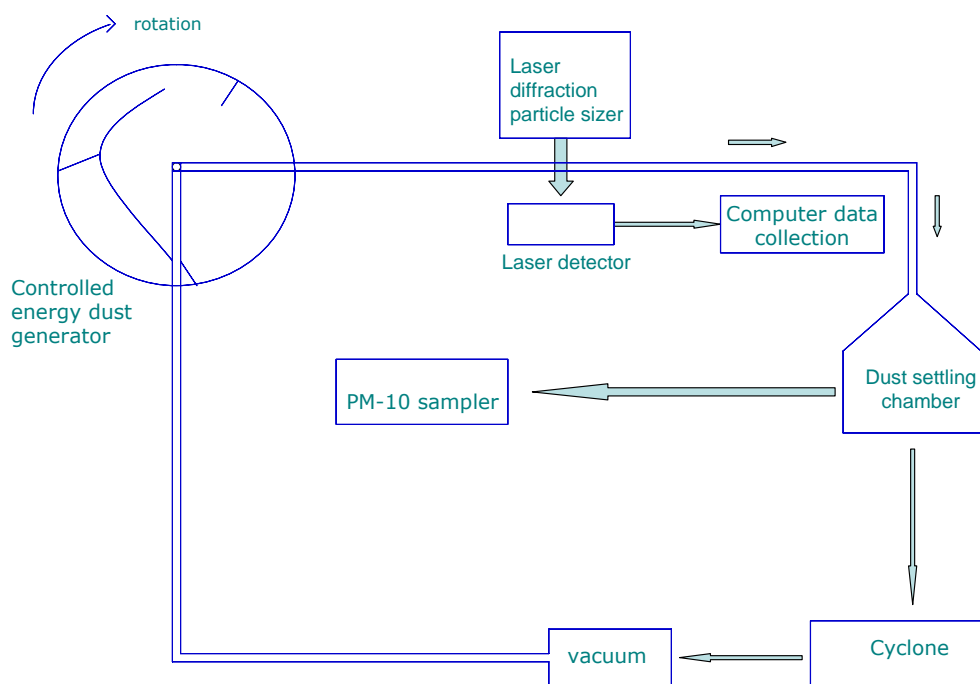 rotation
Laser
diffraction
particle sizer
Computer data
collection
Laser detector
Controlled
energy dust
generator
Dust settling
chamber
PM-10 sampler
vacuum
Cyclone